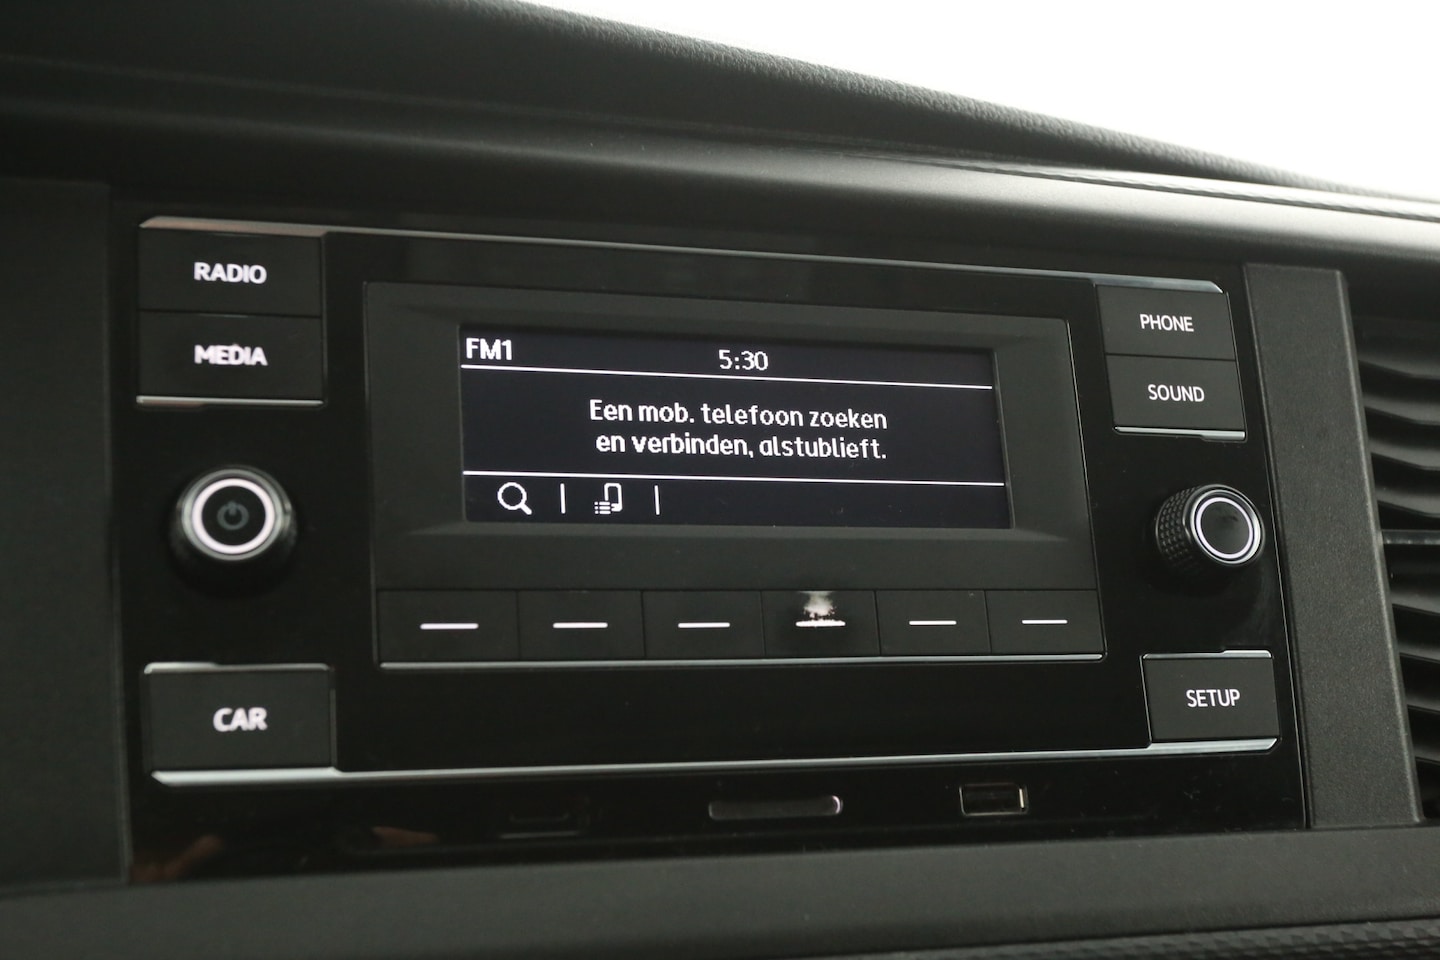 RADIO
MEDIA
FM1
5:30
Een mob. telefoon zoeken
en verbinden, alstublieft.
PHONE
SOUND
CAR
SETUP